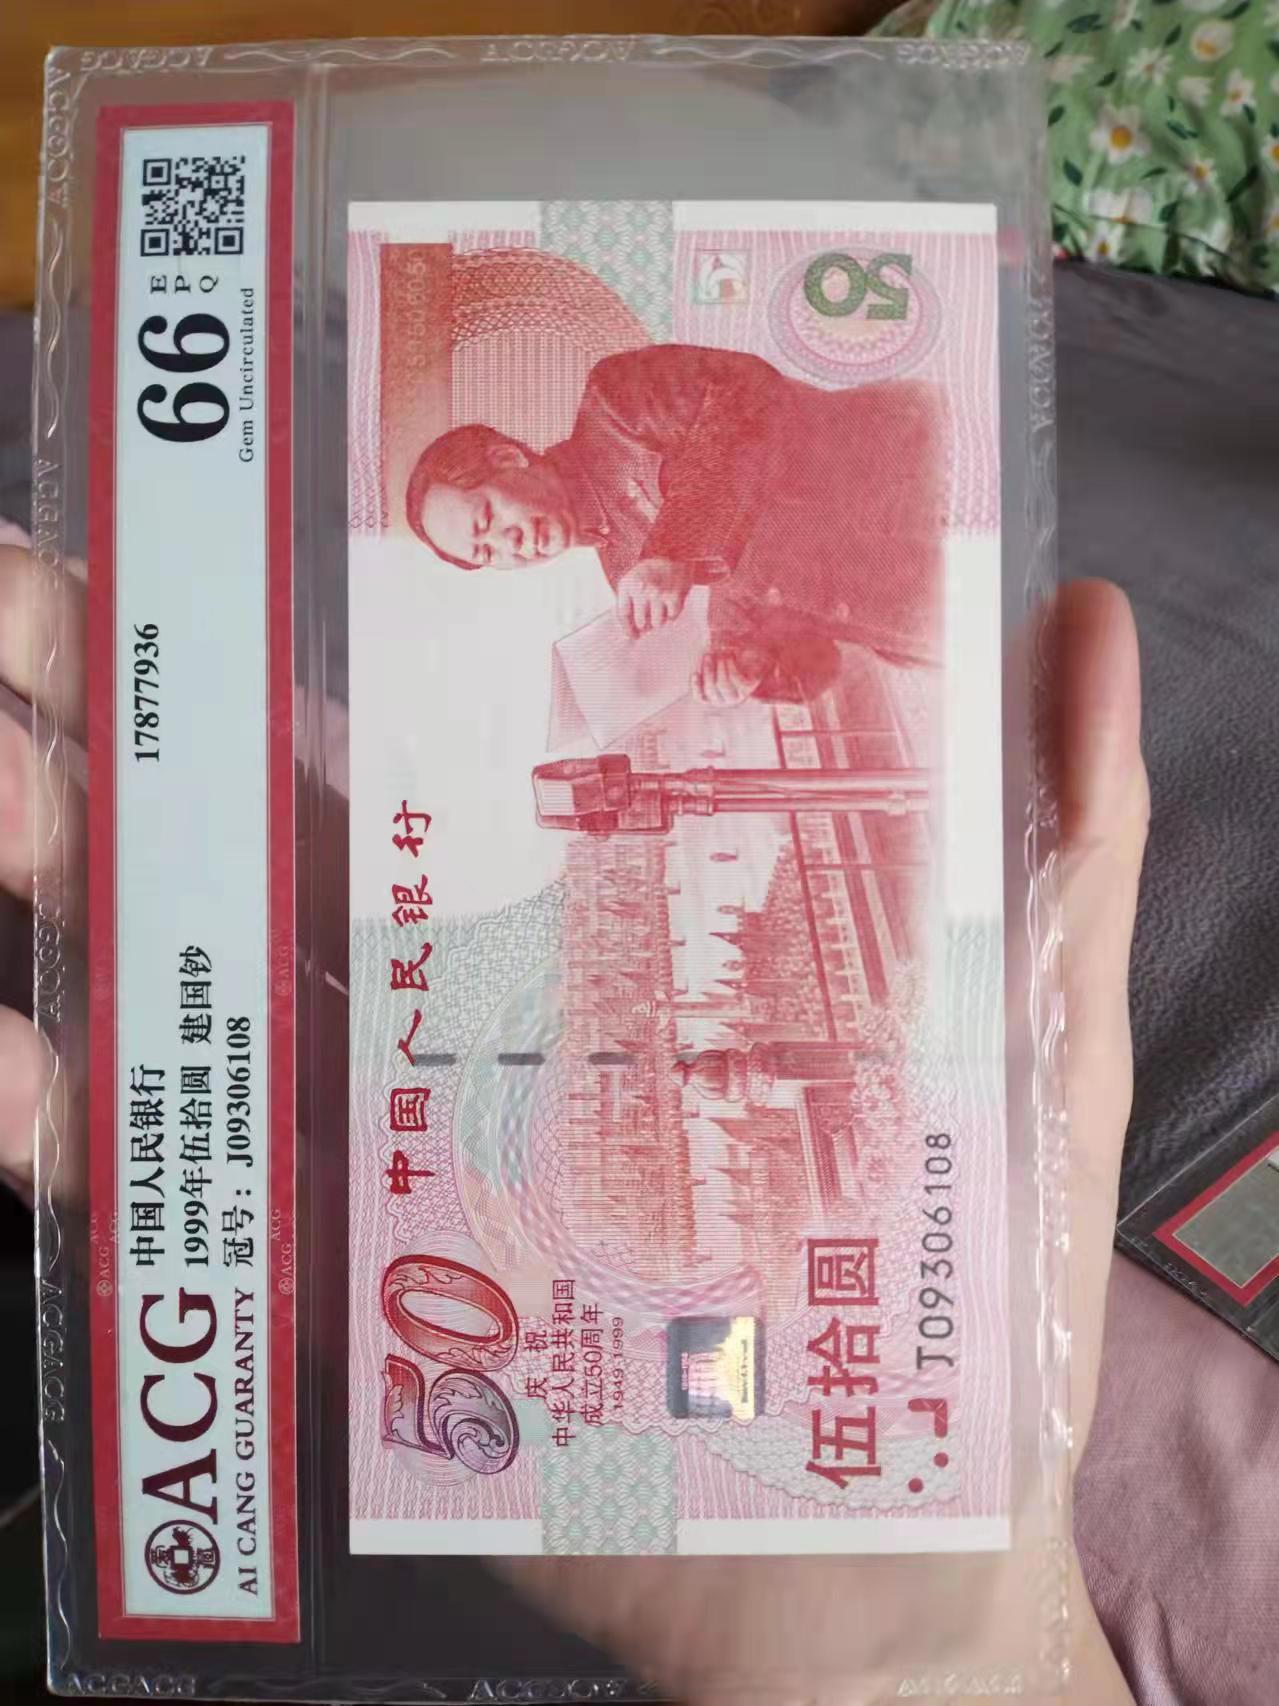 ACG
AI CANG GUARANTY
中国人民银行
1999年伍拾圆 建国钞
冠号：J09306108
17877936
66
EPQ
Gem Uncirculated
中国人民银行
50
庆祝
中华人民共和国
成立50周年
1949-1999
伍拾圆
J09306108
50